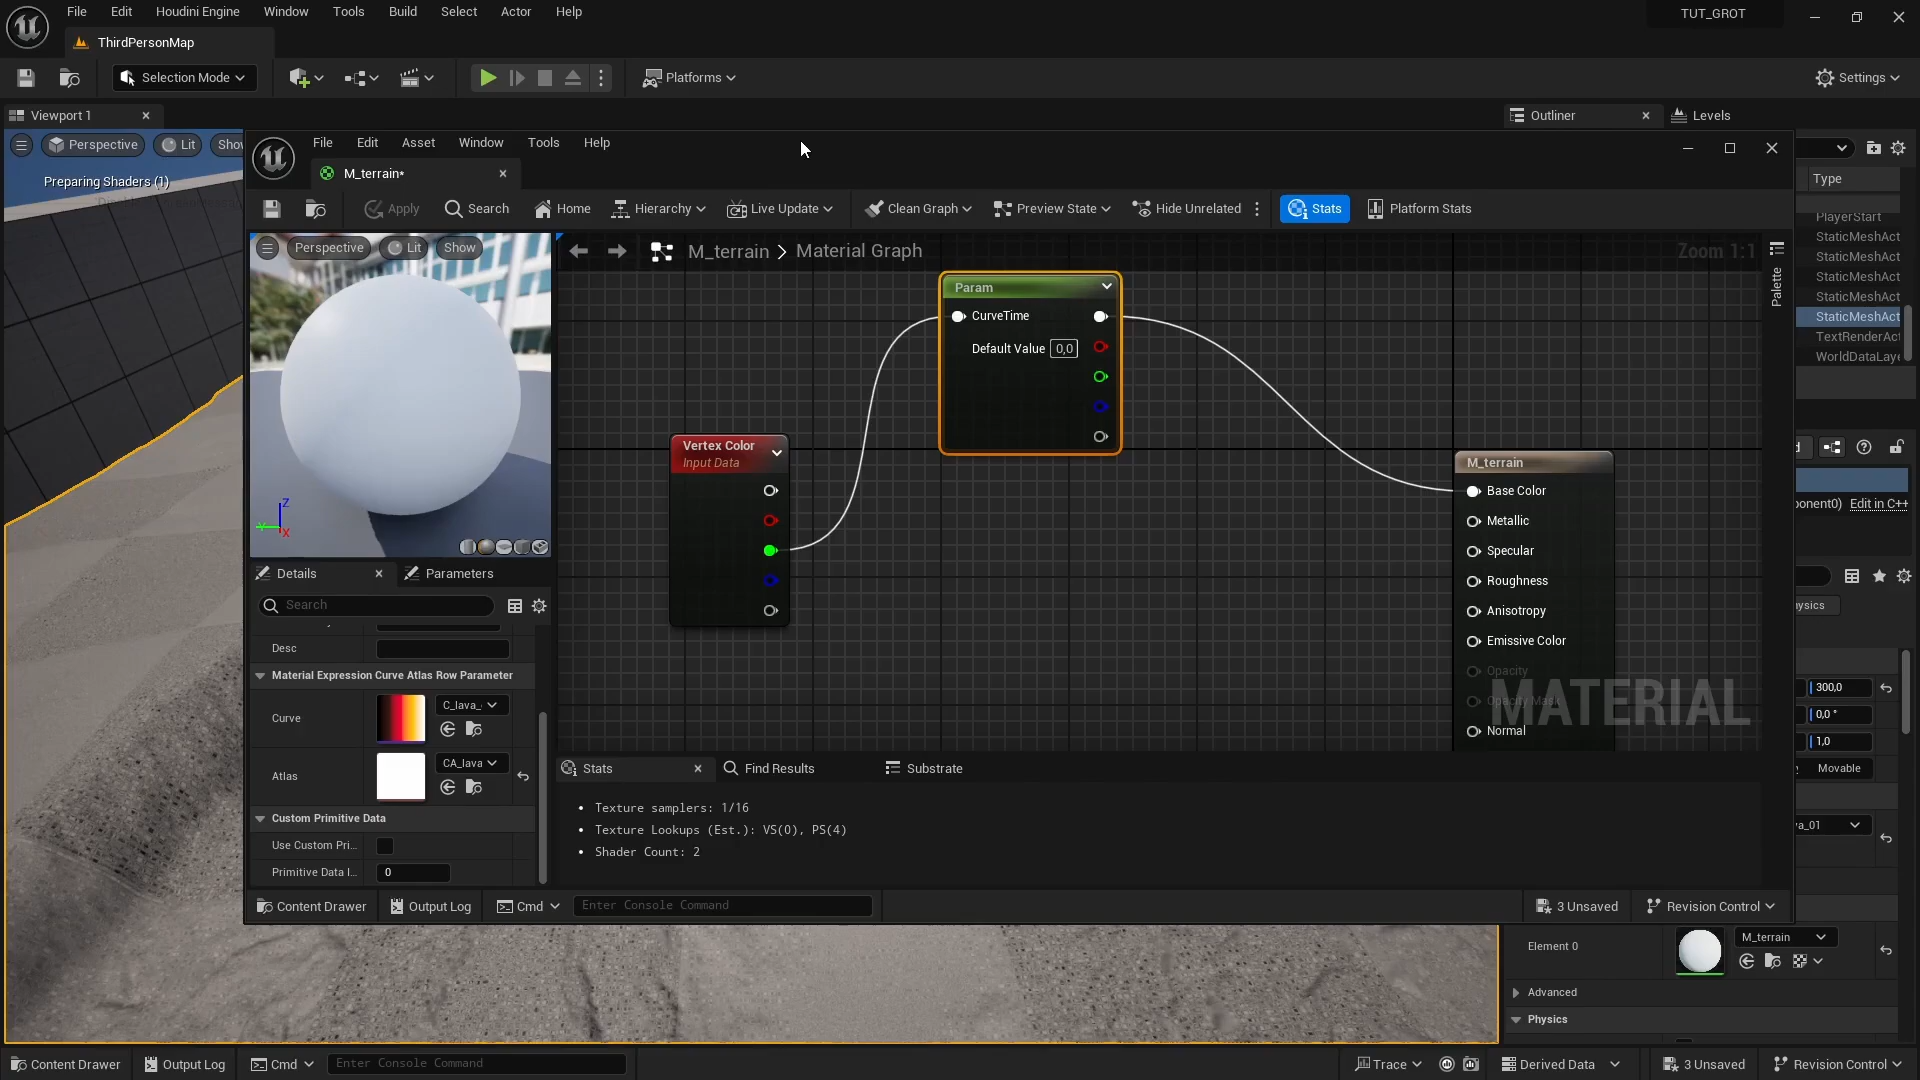 File Edit Houdini Engine Window Tools Build Select Actor Help
TUT_GROT
ThirdPersonMap
Selection Mode
Platforms
Settings
Viewport 1
Outliner
Levels
Perspective
Lit
Preparing Shaders (1)
Type
PlayerStart
StaticMeshAct
StaticMeshAct
StaticMeshAct
StaticMeshAct
StaticMeshAct
TextRenderAct
WorldDataLaye
File Edit Asset Window Tools Help
M_terrain*
Apply
Search
Home
Hierarchy
Live Update
Clean Graph
Preview State
Hide Unrelated
Stats
Platform Stats
Perspective
Lit
Show
M_terrain > Material Graph
Zoom 1:1
Palette
Param
CurveTime
Default Value 0,0
Vertex Color
Input Data
M_terrain
Base Color
Metallic
Specular
Roughness
Anisotropy
Emissive Color
Opacity
Opacity Mask
Normal
MATERIAL
Z
Y
X
Details
Parameters
Search
Desc
Material Expression Curve Atlas Row Parameter
Curve
C_lava_
Atlas
CA_lava
Custom Primitive Data
Use Custom Pri...
Primitive Data I...
0
Stats
Find Results
Substrate
Texture samplers: 1/16
Texture Lookups (Est.): VS(0), PS(4)
Shader Count: 2
Content Drawer
Output Log
Cmd
Enter Console Command
3 Unsaved
Revision Control
ponent0)
Edit in C++
300,0
0,0 °
1,0
Movable
Element 0
M_terrain
Advanced
Physics
Content Drawer
Output Log
Cmd
Enter Console Command
Trace
Derived Data
3 Unsaved
Revision Control